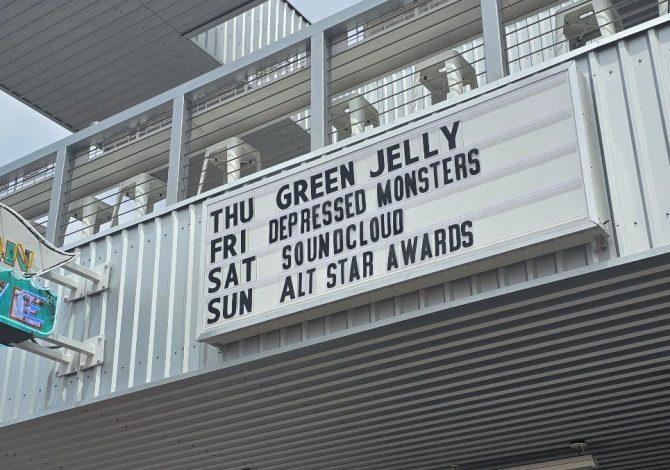 THU GREEN JELLY
FRI DEPRESSED MONSTERS
SAT SOUNDCLOUD
SUN ALT STAR AWARDS